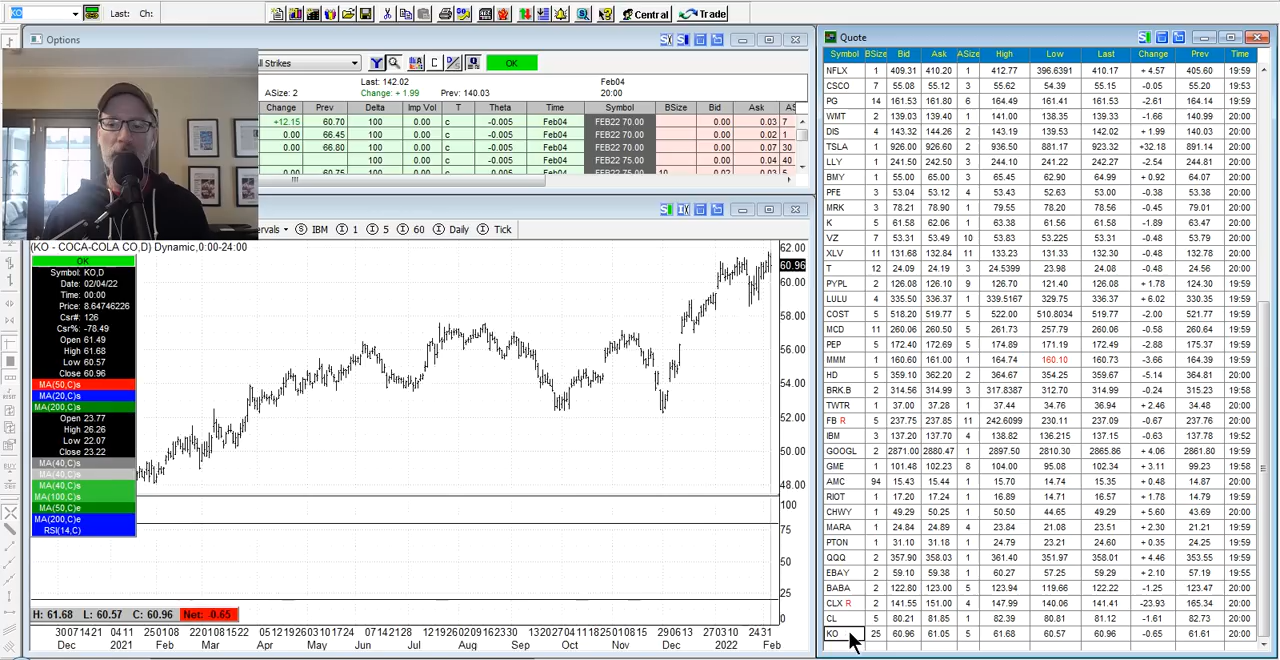 KO Last: Ch: Central Trade
Options
All Strikes C OK
Last: 142.02 Feb04
ASize: 2 Change: + 1.99 Prev: 140.03 20:00
Change Prev Delta Imp Vol T Theta Time Symbol BSize Bid Ask AS
+12.15 60.70 100 0.00 c -0.005 Feb04 FEB22 70.00 0.00 0.03 7
0.00 66.45 100 0.00 c -0.005 Feb04 FEB22 70.00 0.00 0.02 1
0.00 66.80 100 0.00 c -0.005 Feb04 FEB22 75.00 0.00 0.07 30
100 0.00 c -0.005 Feb04 FEB22 75.00 0.00 0.04 40
ervals IBM 1 5 60 Daily Tick
(KO - COCA-COLA CO,D) Dynamic,0:00-24:00
OK
Symbol: KO,D
Date: 02/04/22
Time: 00:00
Price: 8.64746226
Csr#: 126
Csr%: -78.49
Open 61.49
High 61.68
Low 60.57
Close 60.96
MA(50,C)s
MA(20,C)s
MA(200,C)s
Open 23.77
High 26.26
Low 22.07
Close 23.22
MA(40,C)s
MA(40,C)s
MA(40,C)s
MA(100,C)s
MA(50,C)e
MA(200,C)e
RSI(14,C)
62.00
60.96
60.00
58.00
56.00
54.00
52.00
50.00
48.00
100
75
50
25
H: 61.68 L: 60.57 C: 60.96 Net: -0.65
Dec 2021 Feb Mar Apr May Jun Jul Aug Sep Oct Nov Dec 2022 Feb
Quote
Symbol BSize Bid Ask ASize High Low Last Change Prev Time
NFLX 1 409.31 410.20 1 412.77 396.6391 410.17 + 4.57 405.60 19:59
CSCO 7 55.08 55.12 3 55.62 54.39 55.15 -0.05 55.20 19:53
PG 14 161.53 161.80 6 164.49 161.41 161.53 -2.61 164.14 19:59
WMT 2 139.03 139.40 1 141.00 138.35 139.33 -1.66 140.99 20:00
DIS 4 143.32 144.26 2 143.19 139.53 142.02 + 1.99 140.03 20:00
TSLA 1 926.00 926.60 2 936.50 881.17 923.32 +32.18 891.14 20:00
LLY 1 241.50 242.50 3 244.10 241.22 242.27 -2.54 244.81 20:00
BMY 1 55.00 65.00 3 65.45 62.90 64.99 + 0.92 64.07 20:00
PFE 3 53.04 53.12 4 53.43 52.63 53.00 -0.38 53.38 20:00
MRK 1 78.21 78.90 1 79.55 78.20 78.56 -0.45 79.01 20:00
K 5 61.58 62.06 1 63.38 61.56 61.58 -1.89 63.47 20:00
VZ 7 53.31 53.49 10 53.83 53.225 53.31 -0.38 53.69 20:00
XLV 11 131.68 132.84 11 133.23 131.33 132.30 -0.48 132.78 20:00
T 12 24.09 24.19 3 24.5399 23.98 24.08 -0.48 24.56 20:00
PYPL 2 126.08 126.10 9 126.70 121.40 126.08 + 1.78 124.30 20:00
LULU 4 335.50 336.37 1 339.5167 329.75 336.37 + 6.02 330.35 19:59
COST 5 518.20 519.77 5 522.00 510.8034 519.77 -2.00 521.77 19:59
MCD 11 260.06 260.50 11 261.73 257.79 260.06 -0.58 260.64 19:59
PEP 5 172.40 172.69 5 174.89 171.19 172.49 -2.88 175.37 19:59
MMM 1 160.60 161.00 1 164.74 160.10 160.73 -3.66 164.39 19:59
HD 5 359.10 362.20 2 364.67 354.25 359.67 -5.14 364.81 20:00
BRK.B 2 314.56 314.99 3 317.8387 312.70 314.99 -0.24 315.23 19:58
TWTR 1 37.00 37.28 1 37.44 34.76 36.94 + 2.46 34.48 20:00
FB R 5 237.75 237.85 11 242.6099 230.11 237.09 -0.67 237.76 20:00
IBM 3 137.20 137.70 4 138.82 136.215 137.15 -0.63 137.78 19:52
GOOGL 2 2871.00 2880.47 1 2897.50 2810.30 2865.86 + 4.06 2861.80 19:59
GME 1 101.48 102.23 8 104.00 95.08 102.34 + 3.11 99.23 19:58
AMC 94 15.40 15.44 1 15.70 14.74 15.35 + 0.48 14.87 20:00
RIOT 1 17.20 17.24 1 16.89 14.71 16.57 + 1.78 14.79 19:59
CHWY 1 49.29 50.25 1 50.50 44.65 49.29 + 5.60 43.69 20:00
MARA 1 24.84 24.89 4 23.84 21.08 23.51 + 2.30 21.21 19:59
PTON 1 31.10 31.18 1 24.79 23.21 24.60 + 0.35 24.25 19:59
QQQ 2 357.90 358.03 1 361.40 351.97 358.01 + 4.46 353.55 19:59
EBAY 2 59.10 59.38 1 60.27 57.25 59.29 + 2.10 57.19 19:55
BABA 2 122.80 123.00 5 123.94 119.66 122.22 -1.25 123.47 20:00
CLX R 2 141.55 151.00 4 147.99 140.06 141.41 -23.93 165.34 20:00
CL 5 80.21 81.85 1 82.39 80.81 81.12 -1.61 82.73 20:00
KO 25 60.96 61.05 5 61.68 60.57 60.96 -0.65 61.61 20:00